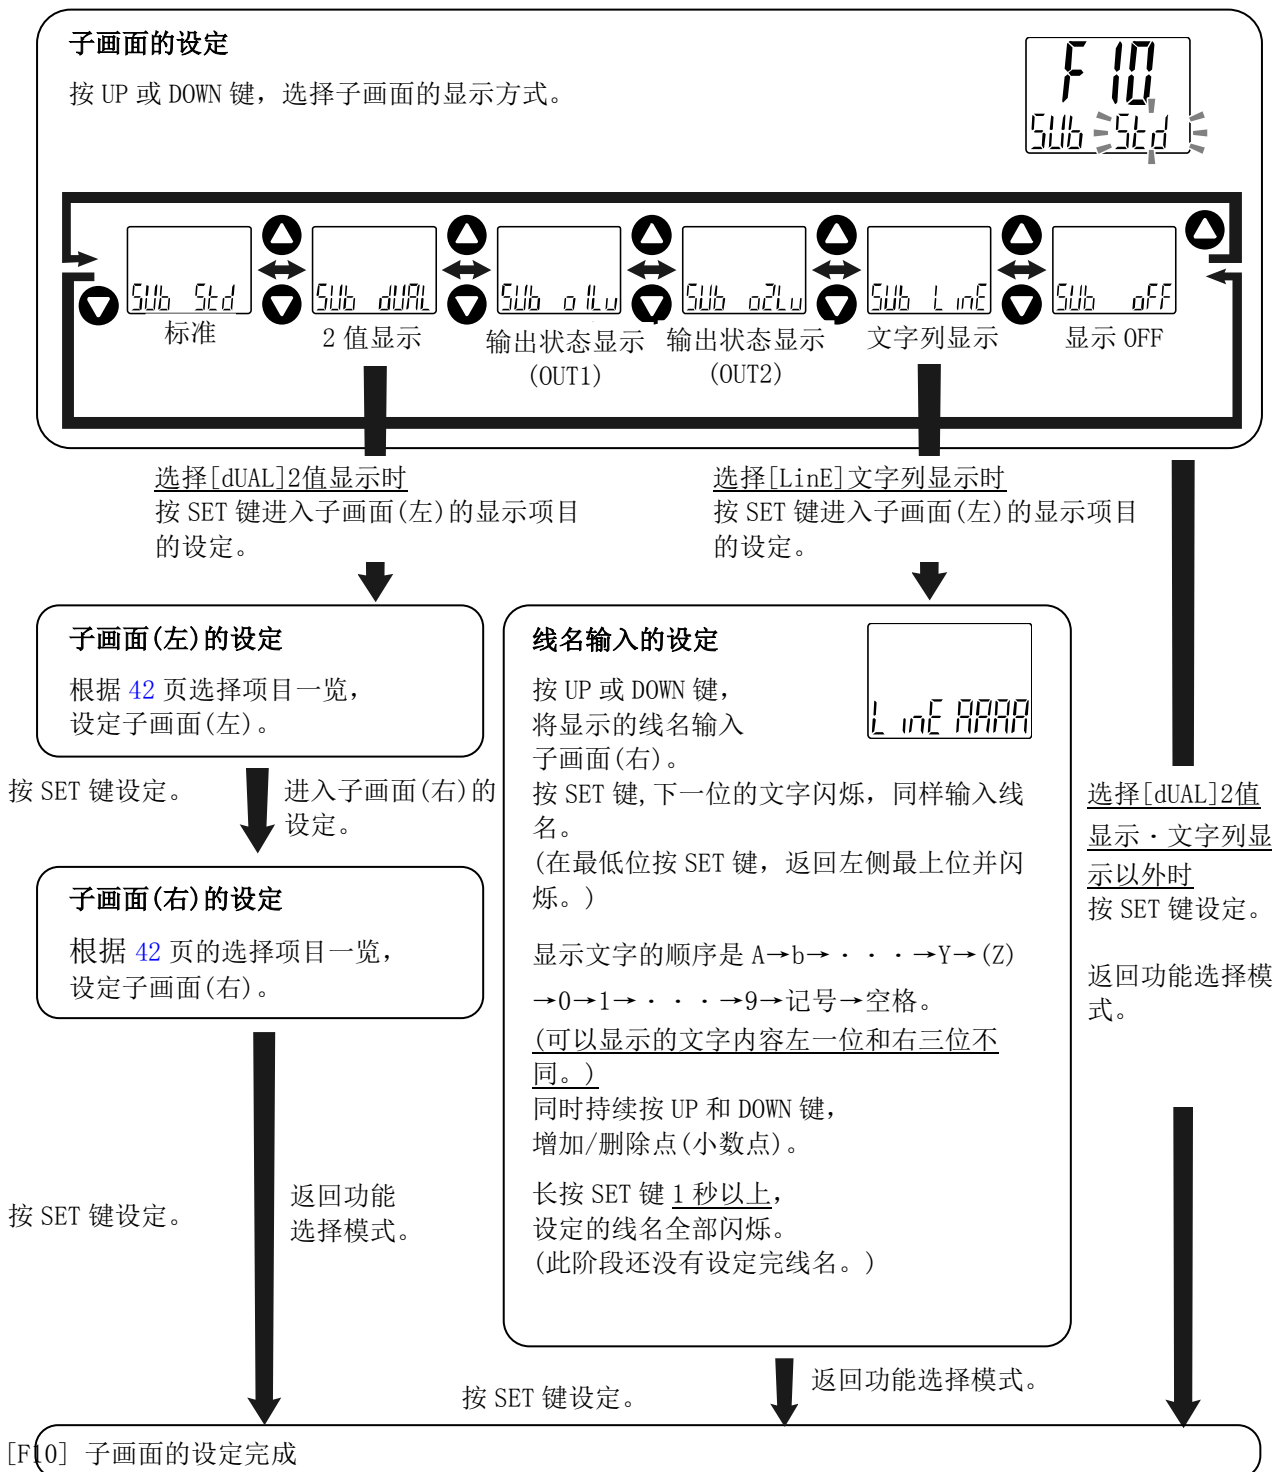 子画面的设定
按 UP 或 DOWN 键，选择子画面的显示方式。
F 10
SUb Std
SUb Std
SUb dUAL
SUb o1Lu
SUb o2Lu
SUb LinE
SUb oFF
标准
2 值显示
输出状态显示
(OUT1)
输出状态显示
(OUT2)
文字列显示
显示 OFF
选择[dUAL]2值显示时
按 SET 键进入子画面(左)的显示项目
的设定。
选择[LinE]文字列显示时
按 SET 键进入子画面(左)的显示项目
的设定。
子画面(左)的设定
根据 42 页选择项目一览，
设定子画面(左)。
按 SET 键设定。
进入子画面(右)的
设定。
子画面(右)的设定
根据 42 页的选择项目一览，
设定子画面(右)。
按 SET 键设定。
返回功能
选择模式。
线名输入的设定
LinE AAAA
按 UP 或 DOWN 键，
将显示的线名输入
子画面(右)。
按 SET 键,下一位的文字闪烁，同样输入线
名。
(在最低位按 SET 键，返回左侧最上位并闪
烁。)
显示文字的顺序是 A→b→・・・→Y→(Z)
→0→1→・・・→9→记号→空格。
(可以显示的文字内容左一位和右三位不
同。)
同时持续按 UP 和 DOWN 键，
增加/删除点(小数点)。
长按 SET 键 1 秒以上，
设定的线名全部闪烁。
(此阶段还没有设定完线名。)
按 SET 键设定。
返回功能选择模式。
选择[dUAL]2值
显示・文字列显
示以外时
按 SET 键设定。
返回功能选择模
式。
[F10] 子画面的设定完成